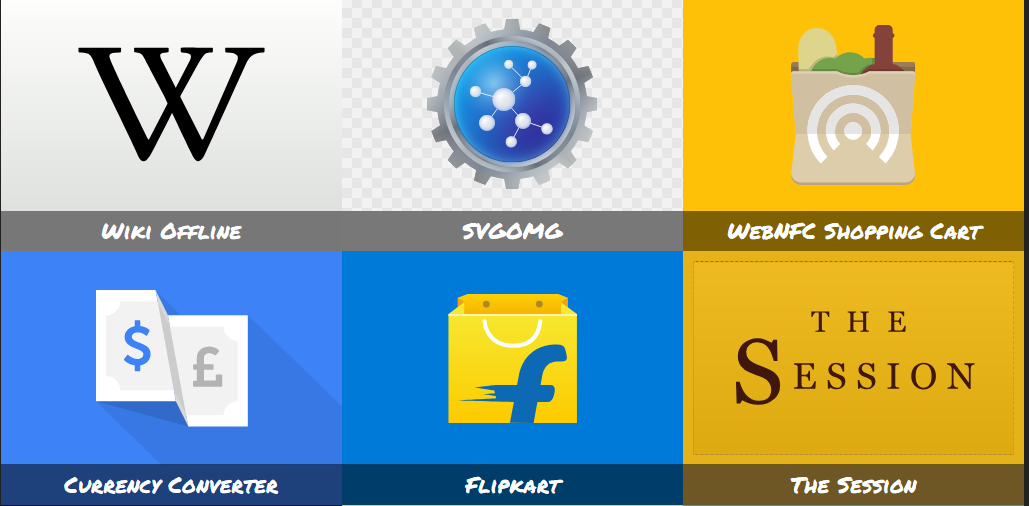 W
Wiki Offline
SVGOMG
WebNFC Shopping Cart
$ £
Currency Converter
f
Flipkart
THE
SESSION
The Session